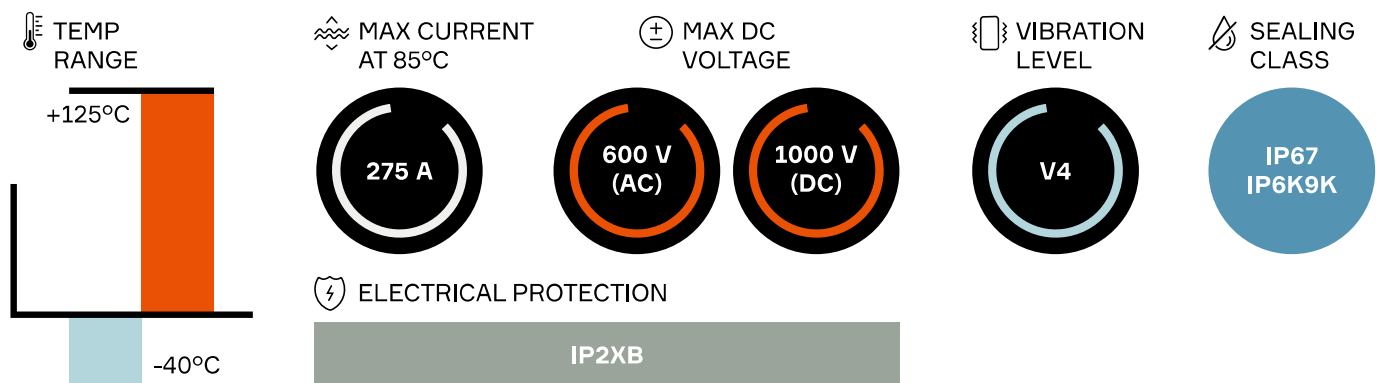 TEMP
RANGE
+125°C
-40°C
MAX CURRENT
AT 85°C
275 A
MAX DC
VOLTAGE
600 V
(AC)
1000 V
(DC)
VIBRATION
LEVEL
V4
SEALING
CLASS
IP67
IP6K9K
ELECTRICAL PROTECTION
IP2XB